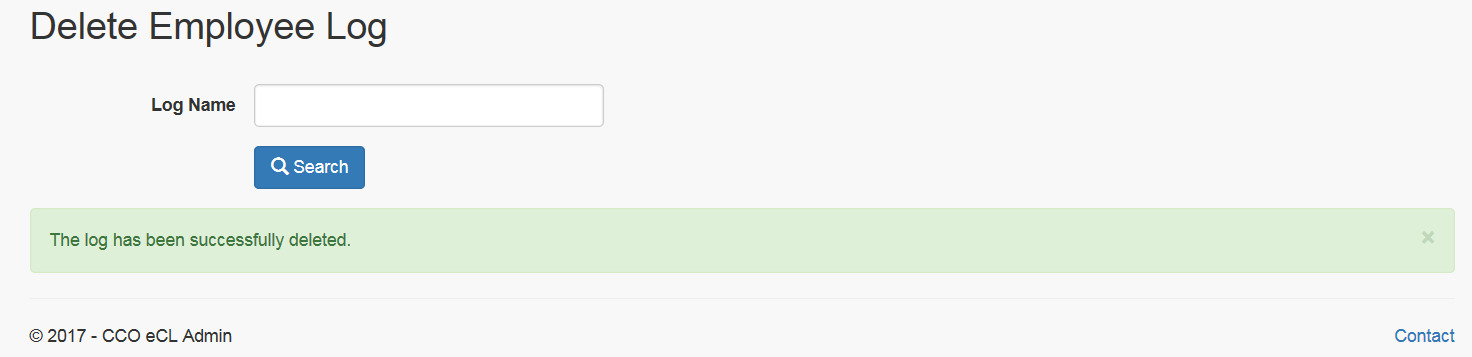 Delete Employee Log
Log Name
Search
The log has been successfully deleted.
×
© 2017 - CCO eCL Admin
Contact